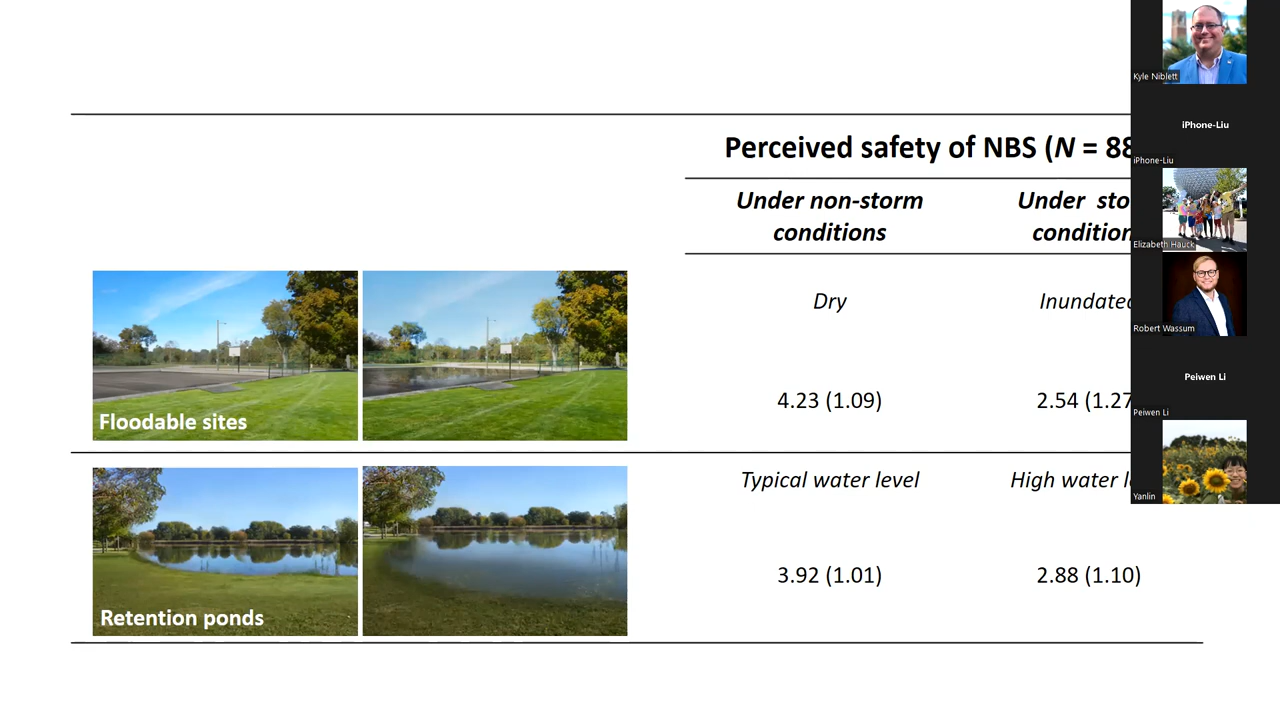 Perceived safety of NBS (N = 88
Under non-storm
conditions
Under sto
condition
Dry
Inundated
4.23 (1.09)
2.54 (1.27
Floodable sites
Typical water level
High water l
3.92 (1.01)
2.88 (1.10)
Retention ponds
Kyle Niblett
iPhone-Liu
iPhone-Liu
Elizabeth Hauck
Robert Wassum
Peiwen Li
Peiwen Li
Yanlin